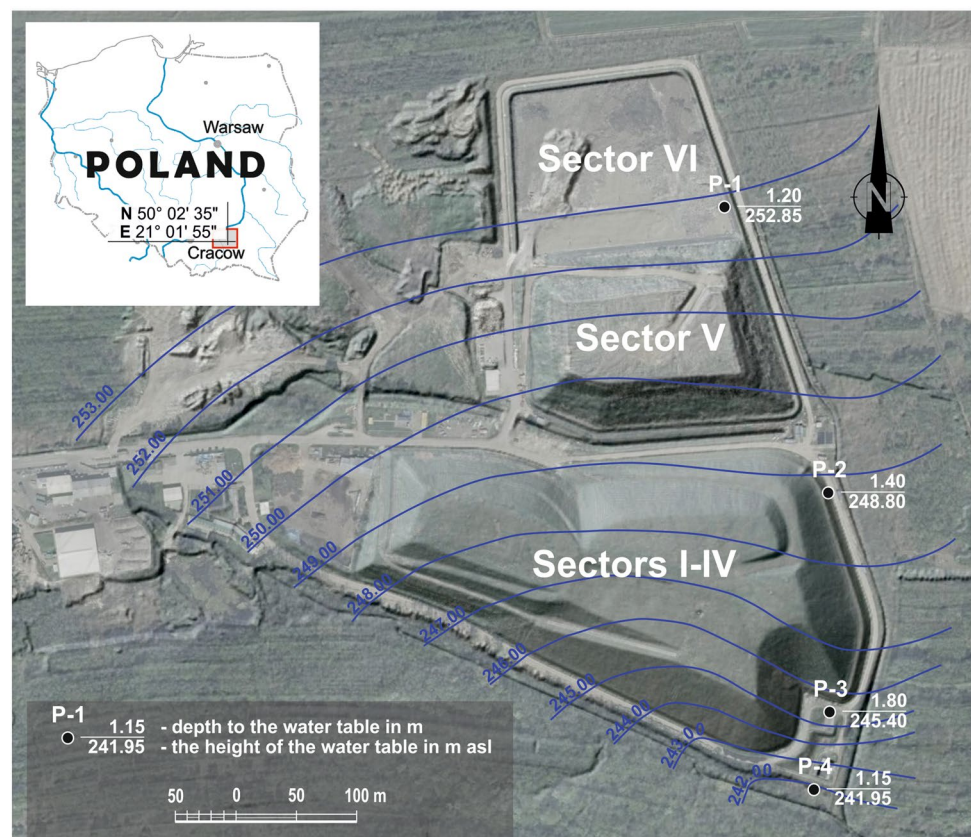 Warsaw
POLAND
N 50° 02' 35"
E 21° 01' 55"
Cracow
Sector VI
P-1
1.20
252.85
N
Sector V
253.00
252.00
251.00
250.00
249.00
248.00
247.00
246.00
245.00
244.00
243.00
242.00
P-2
1.40
248.80
Sectors I-IV
P-3
1.80
245.40
P-4
1.15
241.95
P-1
1.15 - depth to the water table in m
241.95 - the height of the water table in m asl
50 0 50 100 m